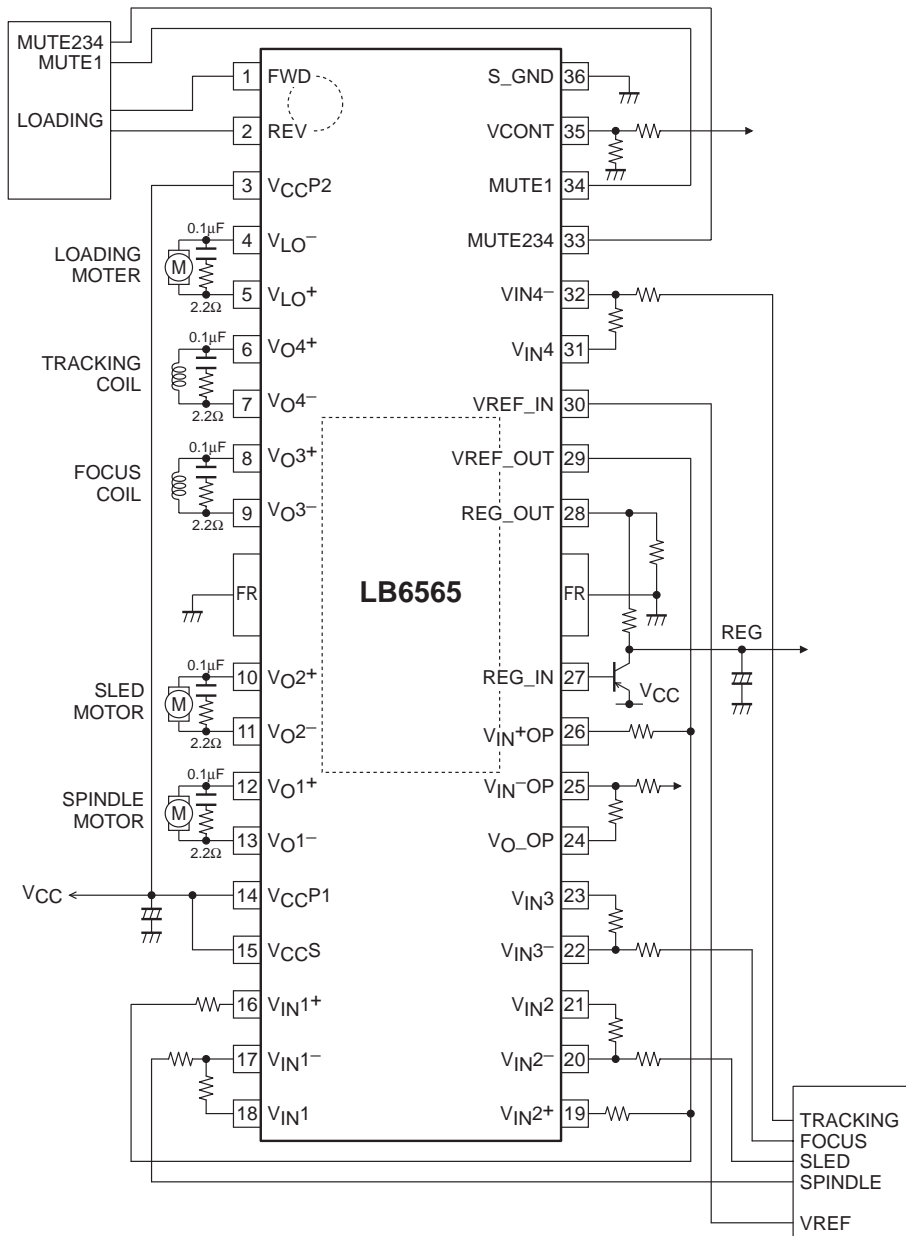 MUTE234
MUTE1
LOADING
1 FWD
2 REV
3 VCCP2
4 VLO-
5 VLO+
6 VO4+
7 VO4-
8 VO3+
9 VO3-
FR
10 VO2+
11 VO2-
12 VO1+
13 VO1-
14 VCCP1
15 VCCS
16 VIN1+
17 VIN1-
18 VIN1
LOADING
MOTER
0.1µF
M
2.2Ω
TRACKING
COIL
0.1µF
2.2Ω
FOCUS
COIL
0.1µF
2.2Ω
SLED
MOTOR
0.1µF
M
2.2Ω
SPINDLE
MOTOR
0.1µF
M
2.2Ω
VCC
LB6565
S_GND 36
VCONT 35
MUTE1 34
MUTE234 33
VIN4- 32
VIN4 31
VREF_IN 30
VREF_OUT 29
REG_OUT 28
FR
REG_IN 27
VIN+OP 26
VIN-OP 25
VO_OP 24
VIN3 23
VIN3- 22
VIN2 21
VIN2- 20
VIN2+ 19
REG
VCC
TRACKING
FOCUS
SLED
SPINDLE
VREF